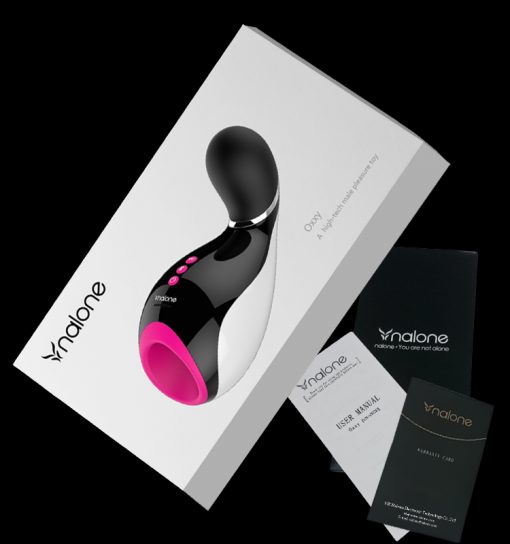 nalone
Oxxy
A high-tech male pleasure toy
nalone
nalone
nalone • You are not alone
nalone
USER MANUAL
nalone
WARRANTY CARD